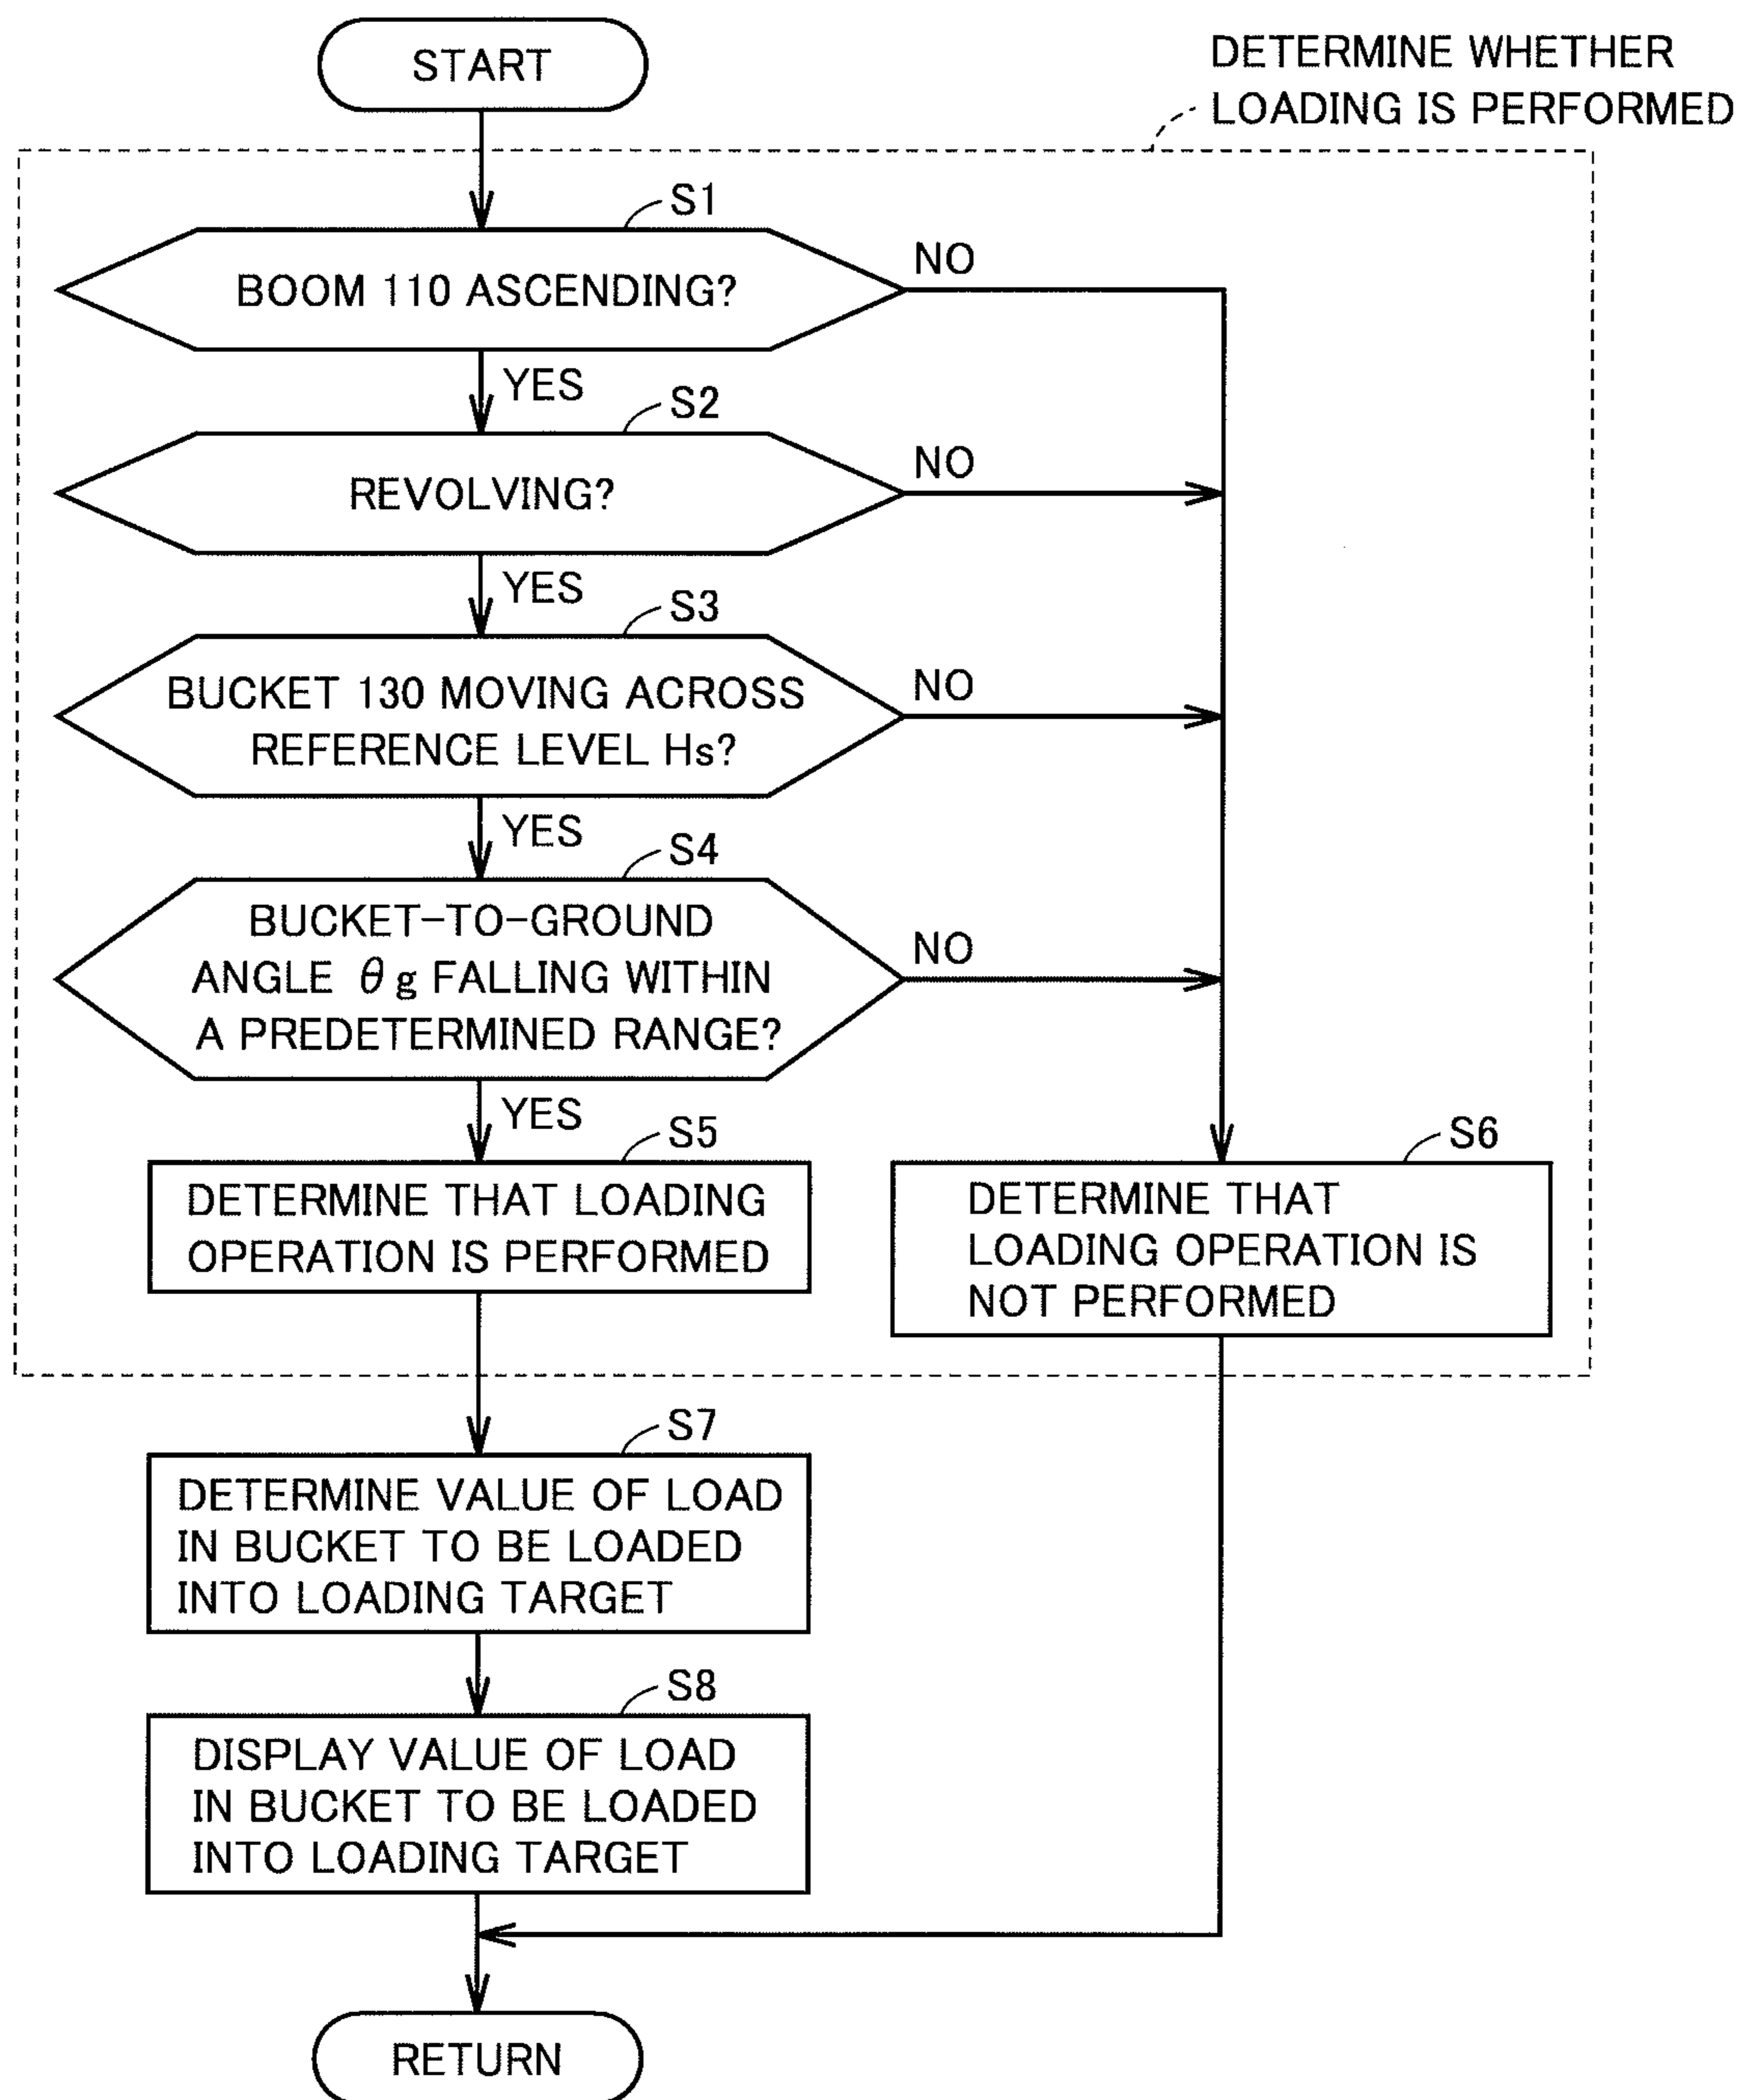 START
DETERMINE WHETHER
LOADING IS PERFORMED
S1
BOOM 110 ASCENDING?
NO
YES
S2
REVOLVING?
NO
YES
S3
BUCKET 130 MOVING ACROSS
REFERENCE LEVEL Hs?
NO
YES
S4
BUCKET-TO-GROUND
ANGLE θg FALLING WITHIN
A PREDETERMINED RANGE?
NO
YES
S5
DETERMINE THAT LOADING
OPERATION IS PERFORMED
S6
DETERMINE THAT
LOADING OPERATION IS
NOT PERFORMED
S7
DETERMINE VALUE OF LOAD
IN BUCKET TO BE LOADED
INTO LOADING TARGET
S8
DISPLAY VALUE OF LOAD
IN BUCKET TO BE LOADED
INTO LOADING TARGET
RETURN